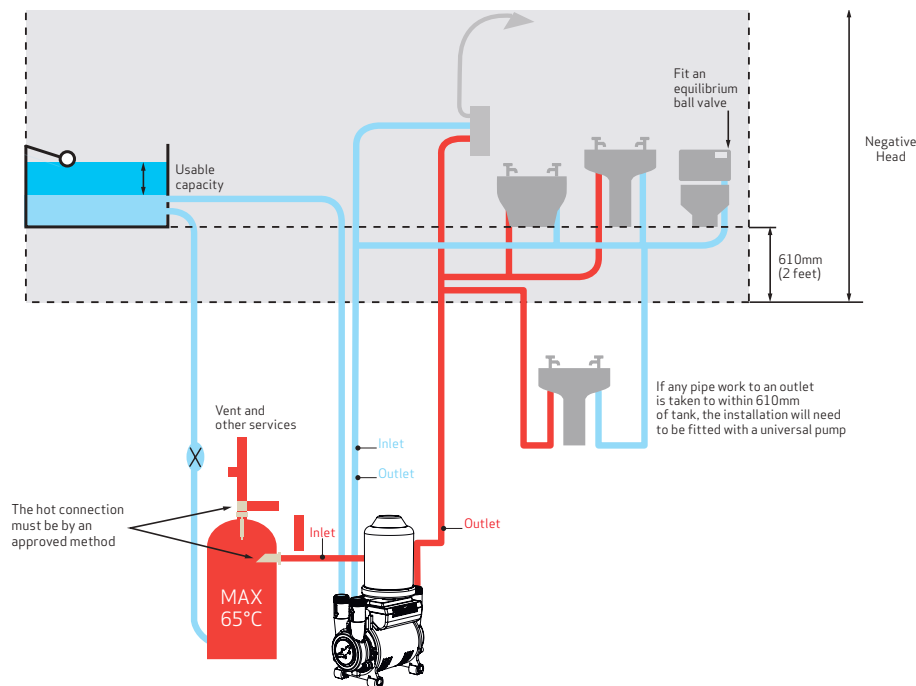 Fit an
equilibrium
ball valve
Negative
Head
Usable
capacity
610mm
(2 feet)
If any pipe work to an outlet
is taken to within 610mm
of tank, the installation will need
to be fitted with a universal pump
Vent and
other services
Inlet
Outlet
The hot connection
must be by an
approved method
Inlet
Outlet
MAX
65°C